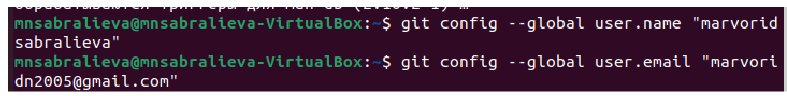 mnsabralieva@mnsabralieva-VirtualBox:~$ git config --global user.name "marvorid
sabralieva"
mnsabralieva@mnsabralieva-VirtualBox:~$ git config --global user.email "marvori
dn2005@gmail.com"